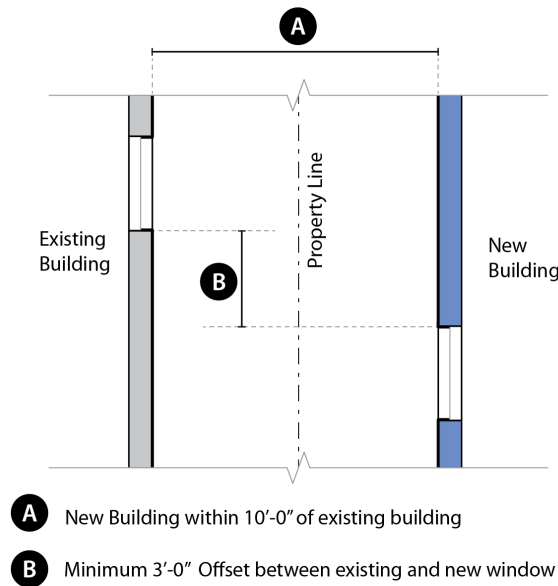 A
Property Line
Existing
Building
New
Building
B
A New Building within 10'-0” of existing building
B Minimum 3'-0” Offset between existing and new window